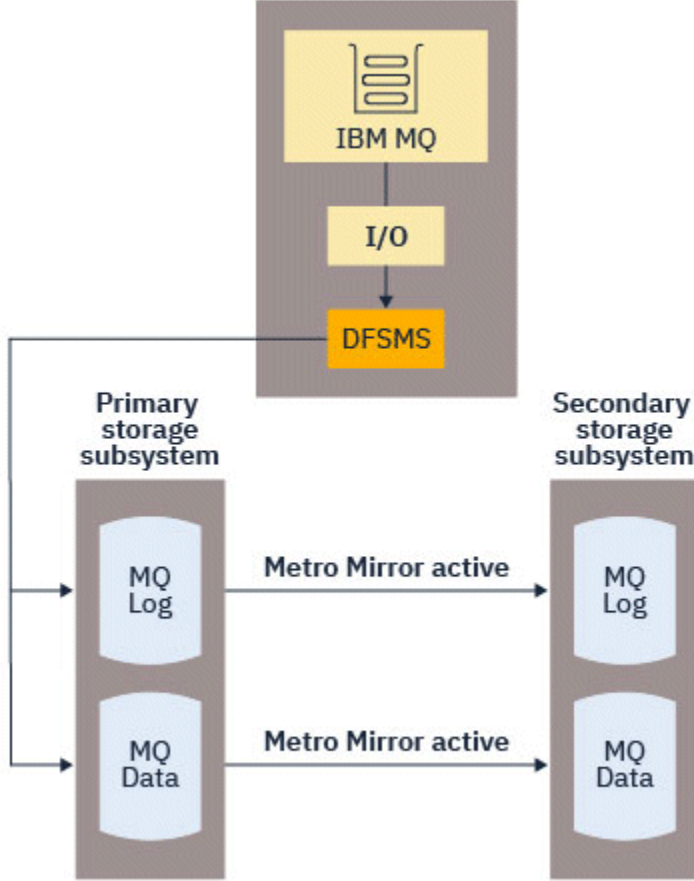 IBM MQ
I/O
DFSMS
Primary
storage
subsystem
Secondary
storage
subsystem
MQ
Log
Metro Mirror active
MQ
Log
MQ
Data
Metro Mirror active
MQ
Data